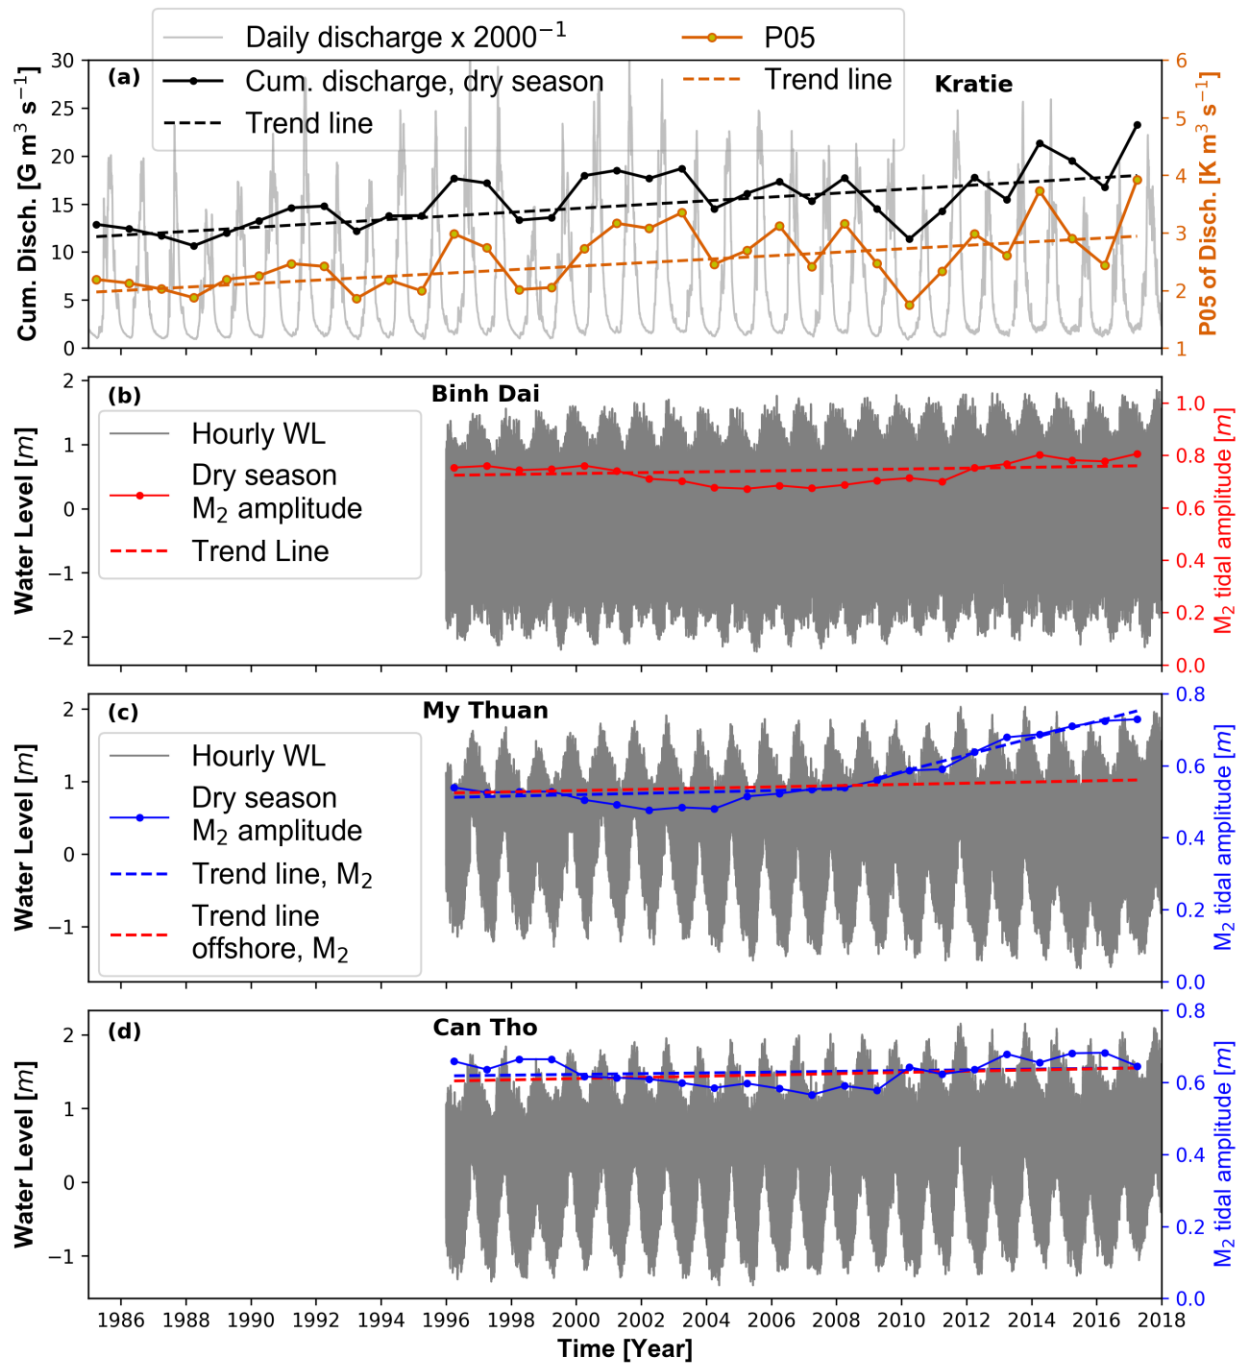 Daily discharge x 2000⁻¹
Cum. discharge, dry season
Trend line
P05
Trend line
(a)
Kratie
30
25
20
15
10
5
0
Cum. Disch. [G m³ s⁻¹]
6
5
4
3
2
1
P05 of Disch. [K m³ s⁻¹]
(b)
Binh Dai
Hourly WL
Dry season
M₂ amplitude
Trend Line
2
1
0
−1
−2
Water Level [m]
1.0
0.8
0.6
0.4
0.2
0.0
M₂ tidal amplitude [m]
(c)
My Thuan
Hourly WL
Dry season
M₂ amplitude
Trend line, M₂
Trend line
offshore, M₂
2
1
0
−1
Water Level [m]
0.8
0.6
0.4
0.2
0.0
M₂ tidal amplitude [m]
(d)
Can Tho
2
1
0
−1
Water Level [m]
0.8
0.6
0.4
0.2
0.0
M₂ tidal amplitude [m]
1986 1988 1990 1992 1994 1996 1998 2000 2002 2004 2006 2008 2010 2012 2014 2016 2018
Time [Year]